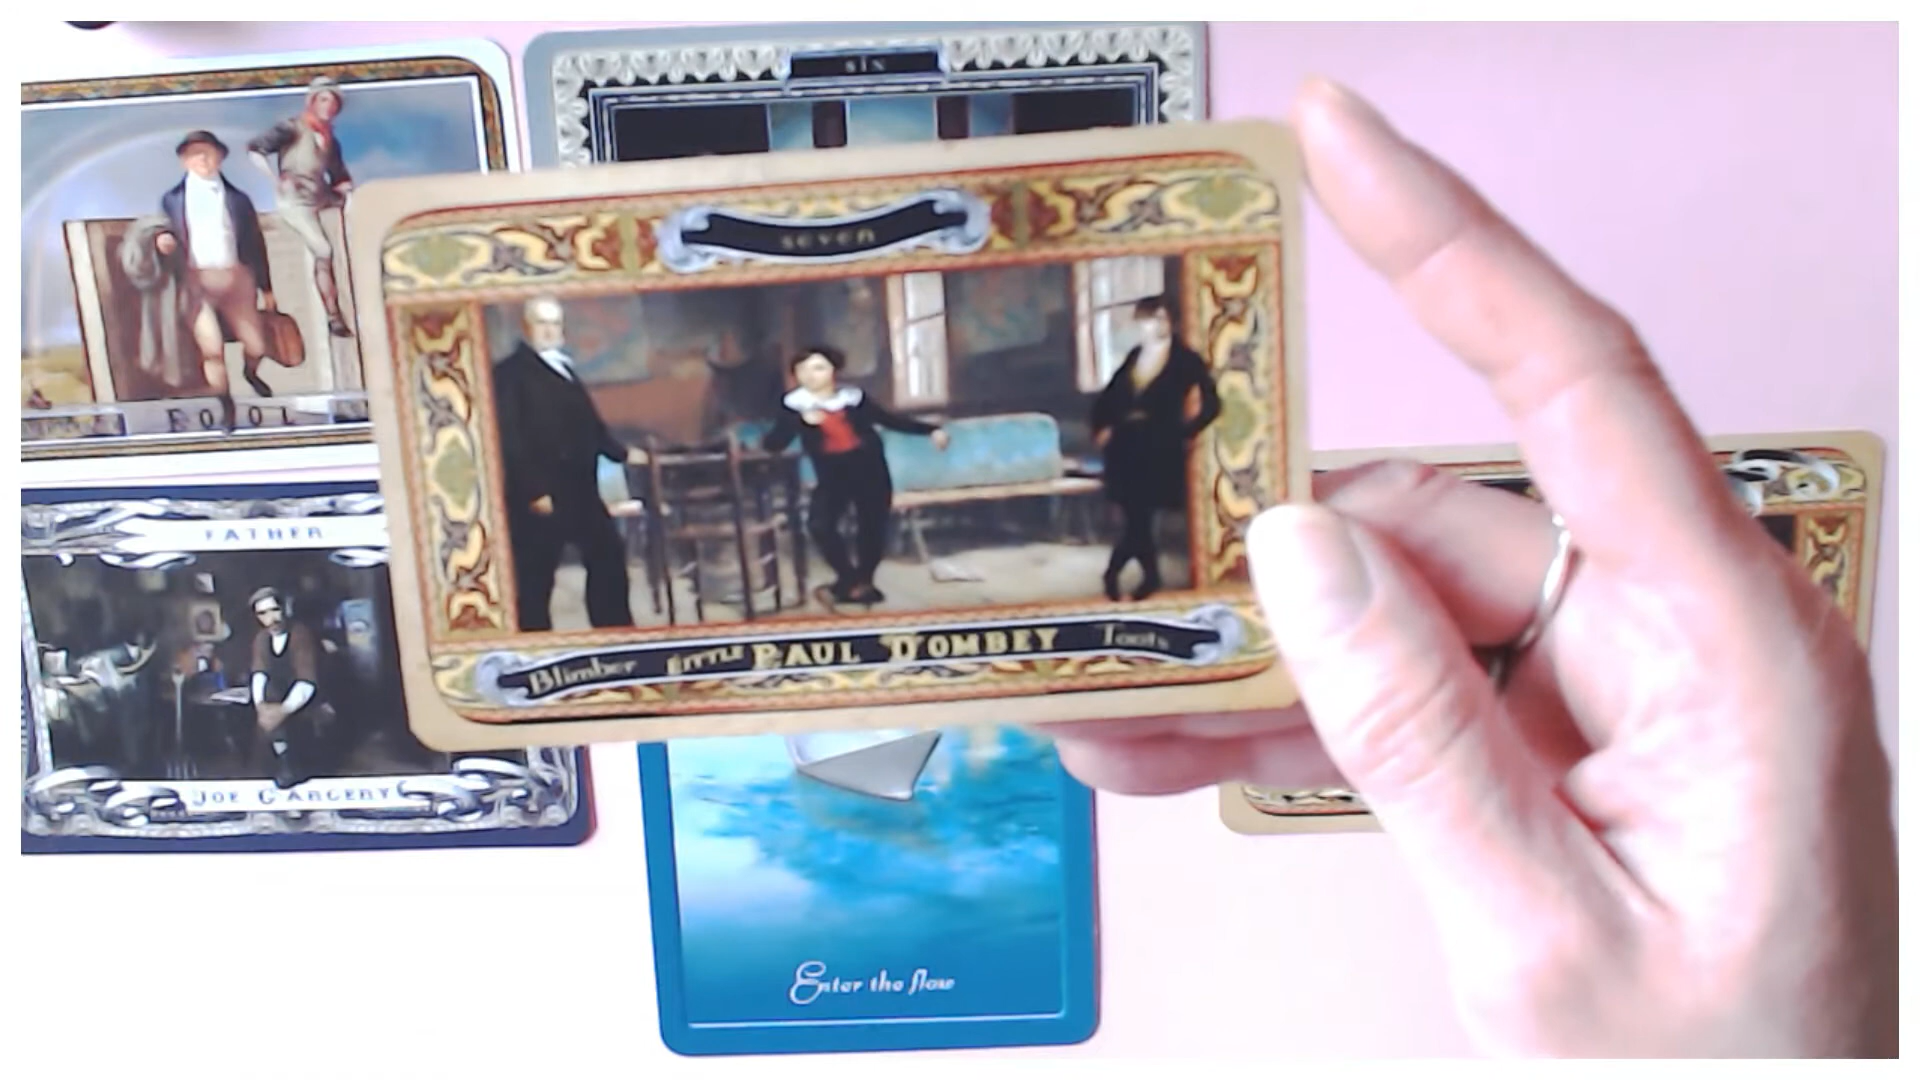 six
seven
FOOL
FATHER
Blimber LITTLE PAUL DOMBEY Toots
JOE GARGERY
Enter the flow